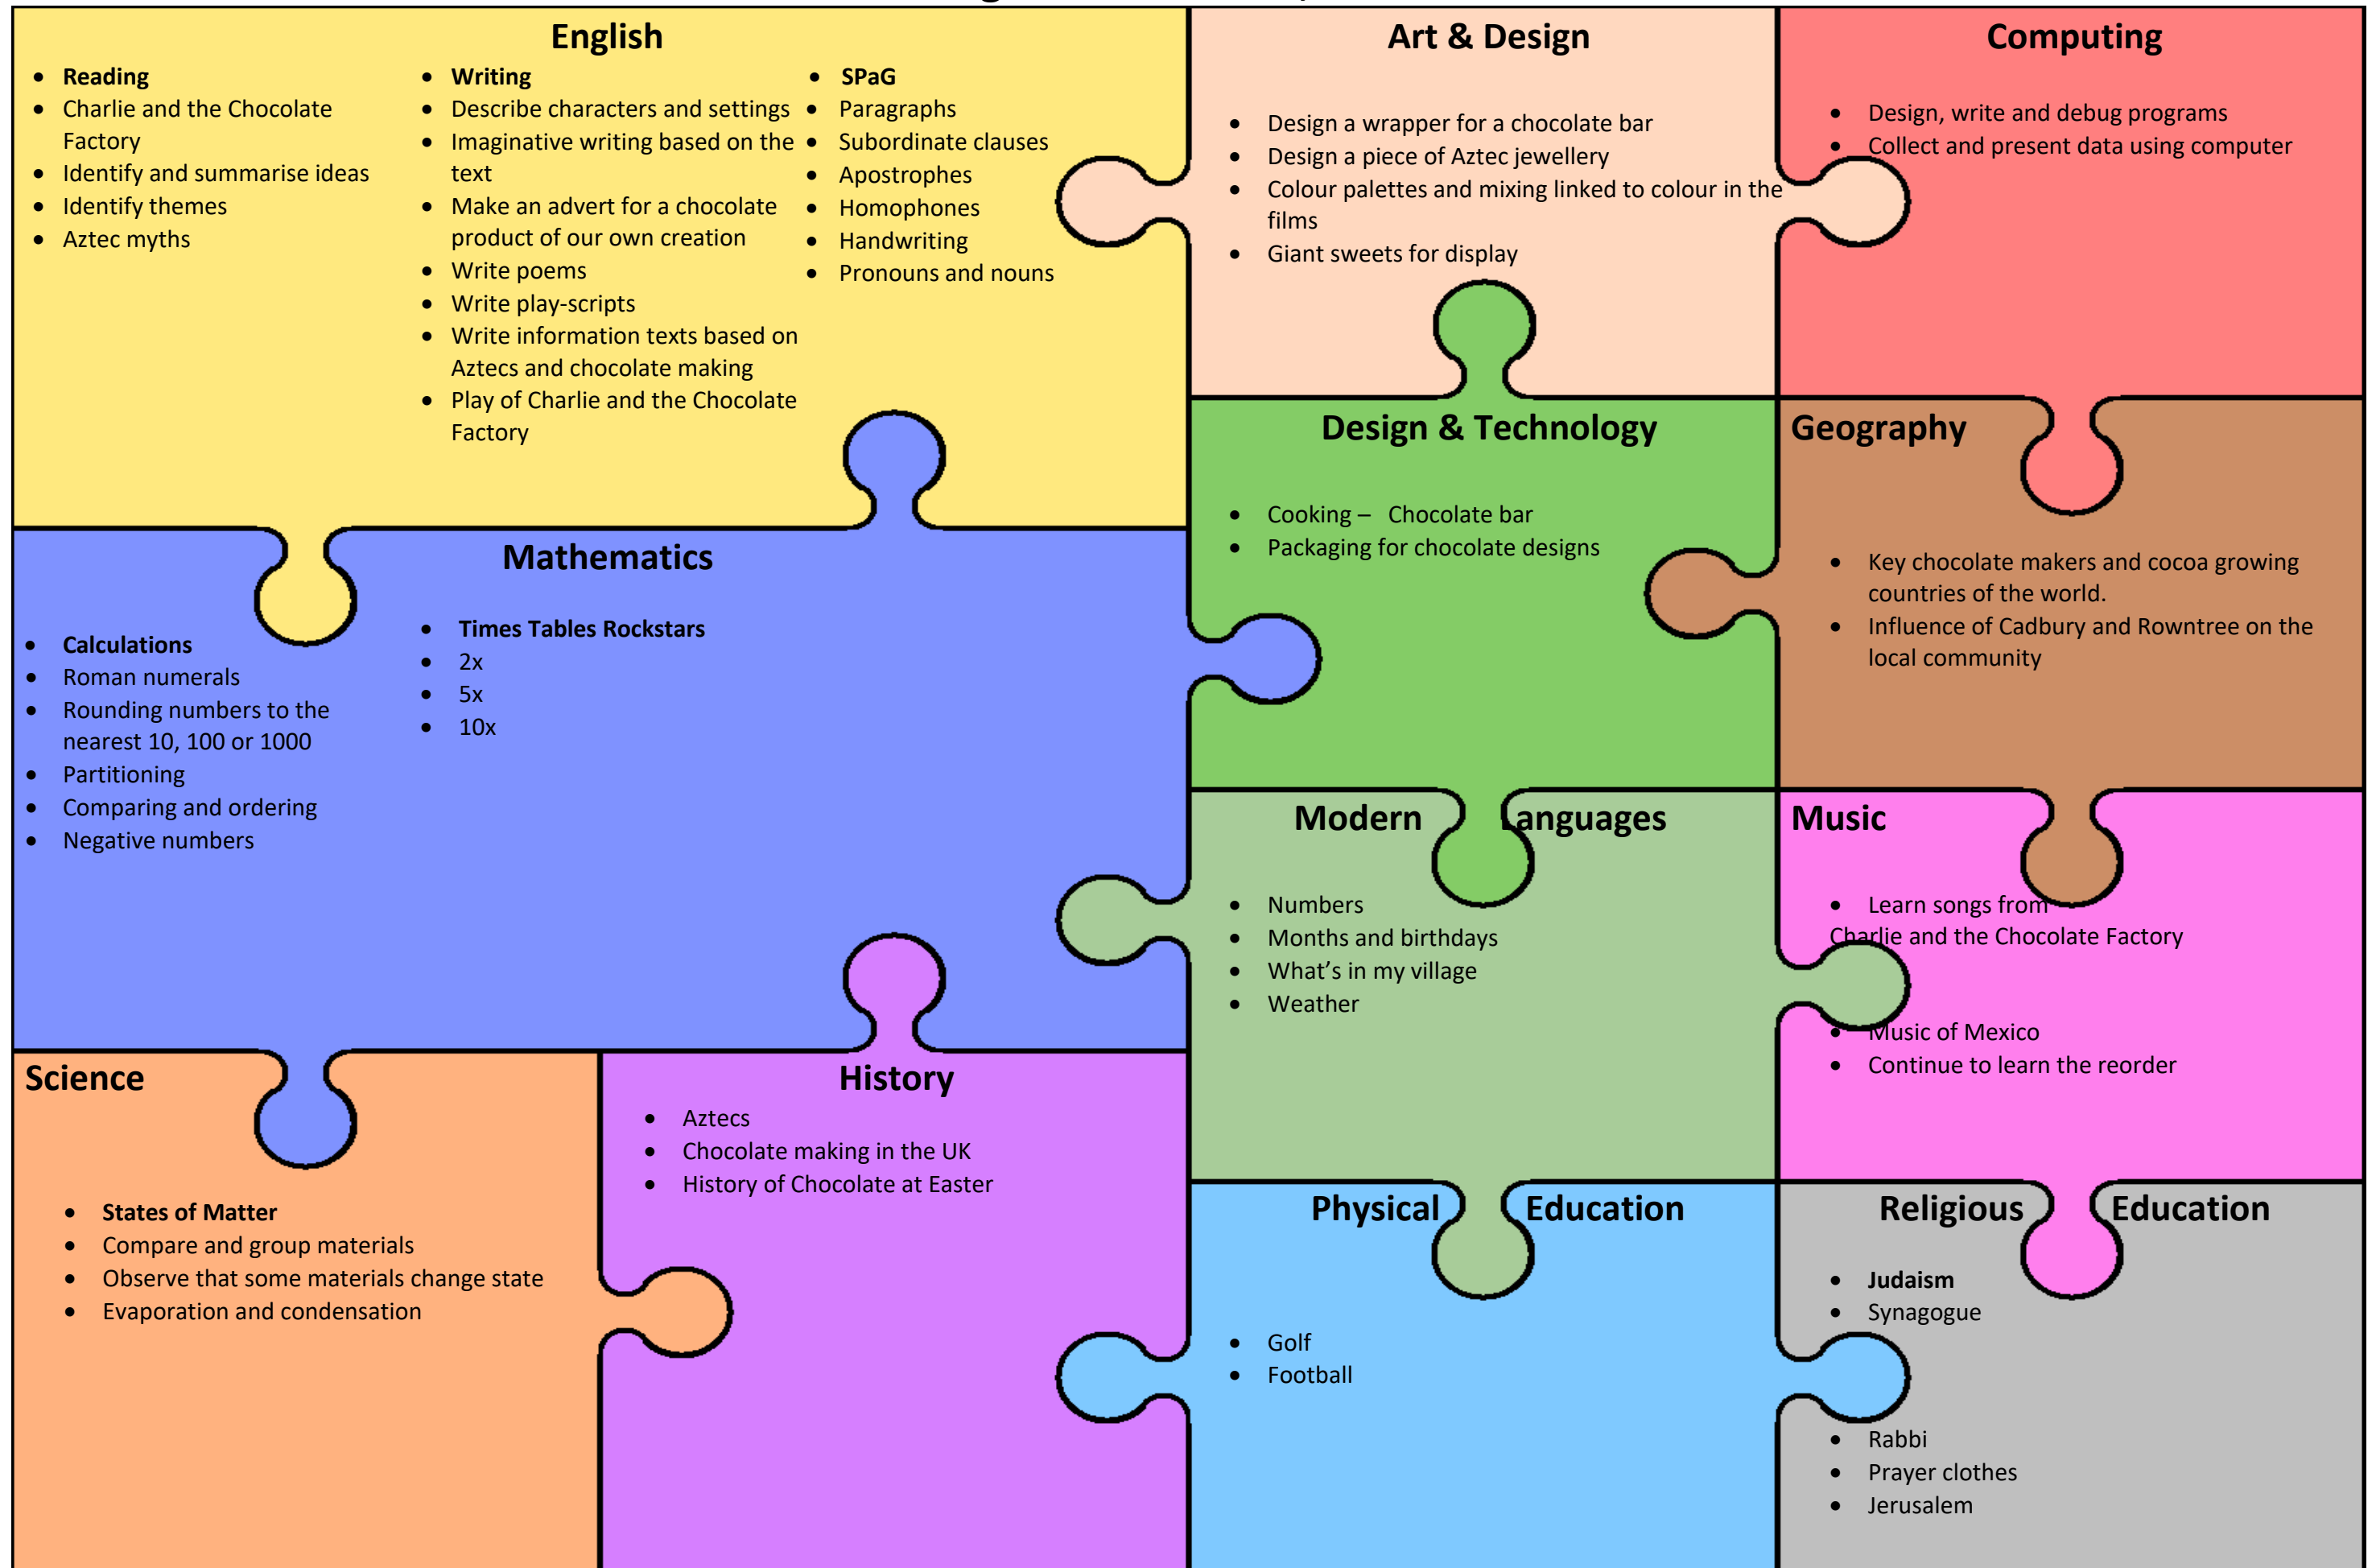 English
• Reading
• Charlie and the Chocolate
Factory
• Identify and summarise ideas
• Identify themes
• Aztec myths
• Writing
• Describe characters and settings
• Imaginative writing based on the
text
• Make an advert for a chocolate
product of our own creation
• Write poems
• Write play-scripts
• Write information texts based on
Aztecs and chocolate making
• Play of Charlie and the Chocolate
Factory
• SPaG
• Paragraphs
• Subordinate clauses
• Apostrophes
• Homophones
• Handwriting
• Pronouns and nouns
Art & Design
• Design a wrapper for a chocolate bar
• Design a piece of Aztec jewellery
• Colour palettes and mixing linked to colour in the
films
• Giant sweets for display
Computing
• Design, write and debug programs
• Collect and present data using computer
Mathematics
• Calculations
• Roman numerals
• Rounding numbers to the
nearest 10, 100 or 1000
• Partitioning
• Comparing and ordering
• Negative numbers
• Times Tables Rockstars
• 2x
• 5x
• 10x
Design & Technology
• Cooking – Chocolate bar
• Packaging for chocolate designs
Geography
• Key chocolate makers and cocoa growing
countries of the world.
• Influence of Cadbury and Rowntree on the
local community
Modern Languages
• Numbers
• Months and birthdays
• What's in my village
• Weather
Music
• Learn songs from
Charlie and the Chocolate Factory
• Music of Mexico
• Continue to learn the reorder
Science
• States of Matter
• Compare and group materials
• Observe that some materials change state
• Evaporation and condensation
History
• Aztecs
• Chocolate making in the UK
• History of Chocolate at Easter
Physical Education
• Golf
• Football
Religious Education
• Judaism
• Synagogue
• Rabbi
• Prayer clothes
• Jerusalem